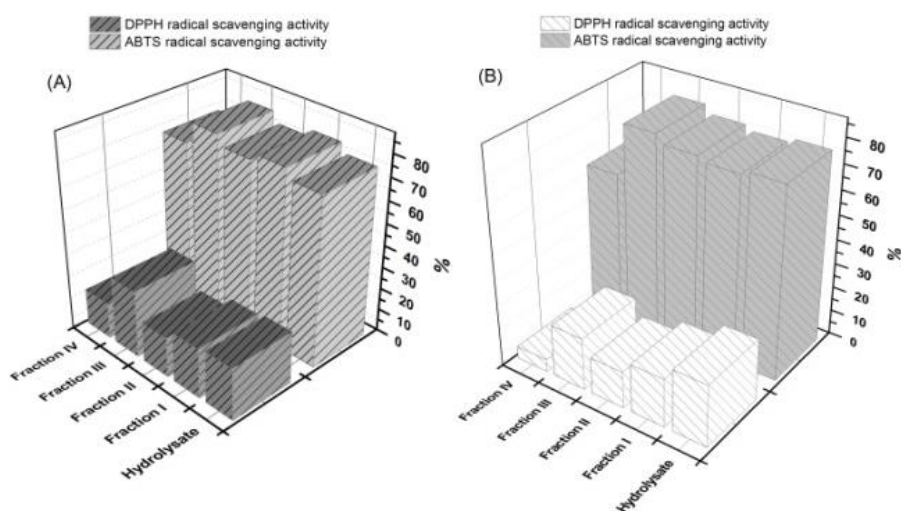 DPPH radical scavenging activity
ABTS radical scavenging activity
(A)
80
70
60
50
40
30
20
10
0
%
Fraction IV
Fraction III
Fraction II
Fraction I
Hydrolysate
DPPH radical scavenging activity
ABTS radical scavenging activity
(B)
80
70
60
50
40
30
20
10
0
%
Fraction IV
Fraction III
Fraction II
Fraction I
Hydrolysate